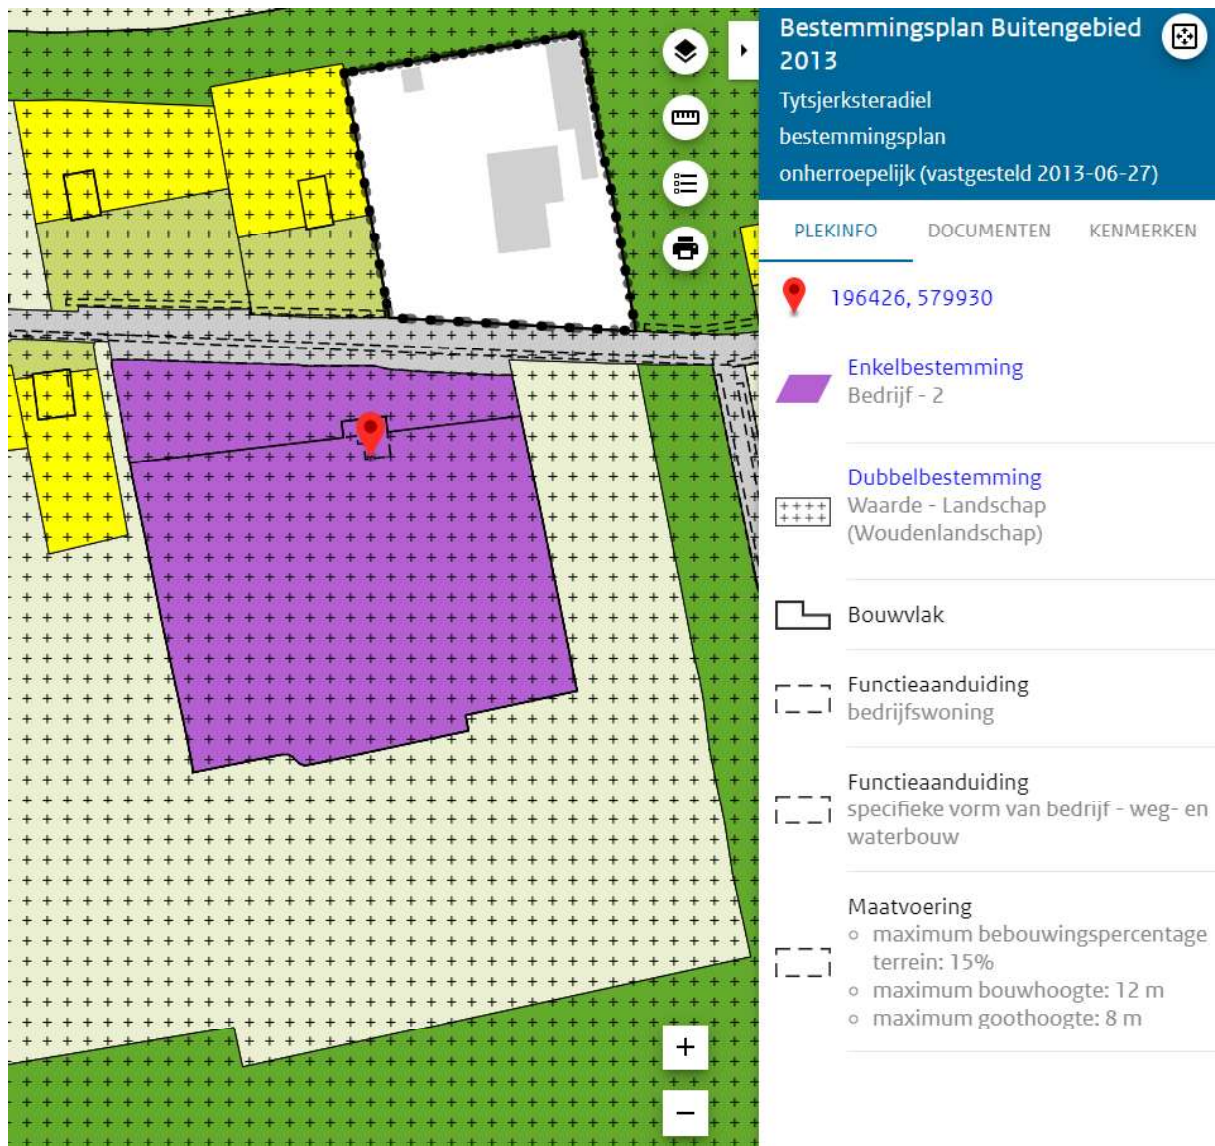 Bestemmingsplan Buitengebied
2013
Tytsjerksteradiel
bestemmingsplan
onherroepelijk (vastgesteld 2013-06-27)
PLEKINFO DOCUMENTEN KENMERKEN
196426, 579930
Enkelbestemming
Bedrijf - 2
Dubbelbestemming
Waarde - Landschap
(Woudenlandschap)
Bouwvlak
Functieaanduiding
bedrijfswoning
Functieaanduiding
specifieke vorm van bedrijf - weg- en
waterbouw
Maatvoering
maximum bebouwingspercentage
terrein: 15%
maximum bouwhoogte: 12 m
maximum goothoogte: 8 m